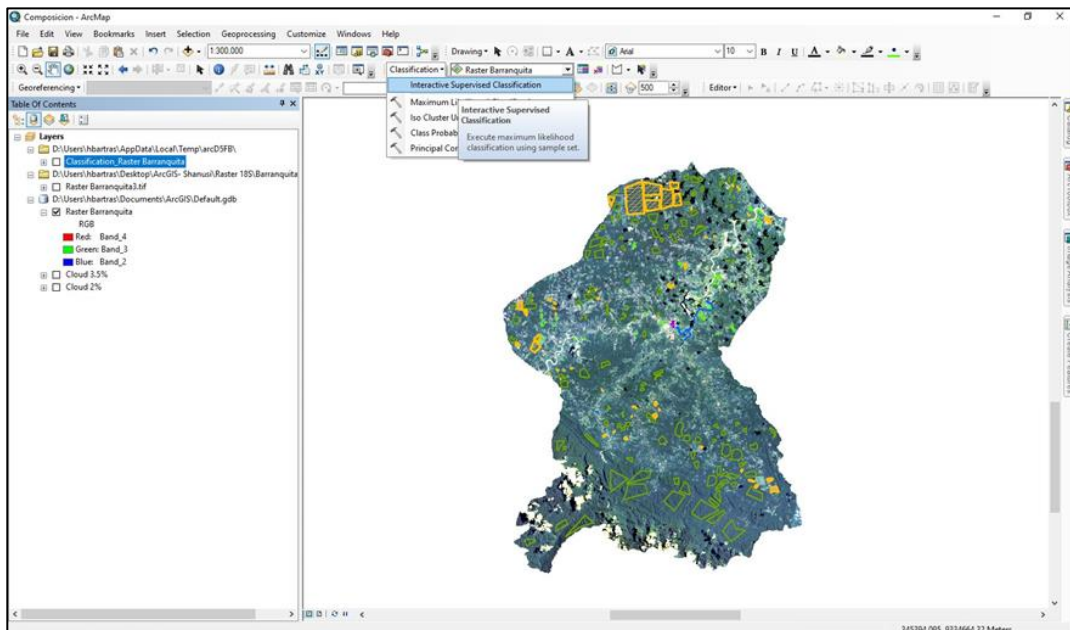 Composicion - ArcMap
File Edit View Bookmarks Insert Selection Geoprocessing Customize Windows Help
1:300.000 Drawing Arial 10 B I U A
Classification Raster Barranquita
Georeferencing 500 Editor
Interactive Supervised Classification
Maximum
Iso Cluster
Class
Principal
Interactive Supervised
Classification
Execute maximum likelihood
classification using sample set.
Table Of Contents
Layers
D:\Users\hbartras\AppData\Local\Temp\arcD5FB\
Classification_Raster Barranquita
D:\Users\hbartras\Desktop\ArcGIS- Shanusi\Raster 18S\Barranquita
Raster Barranquita3.tif
D:\Users\hbartras\Documents\ArcGIS\Default.gdb
Raster Barranquita
RGB
Red: Band_4
Green: Band_3
Blue: Band_2
Cloud 3.5%
Cloud 2%